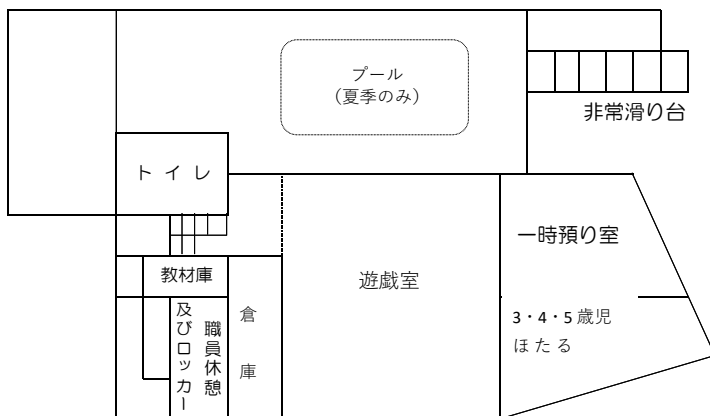 プール
(夏季のみ)
非常滑り台
トイレ
一時預り室
教材庫
遊戯室
3・4・5歳児
ほたる
倉庫
職員休憩
及びロッカー